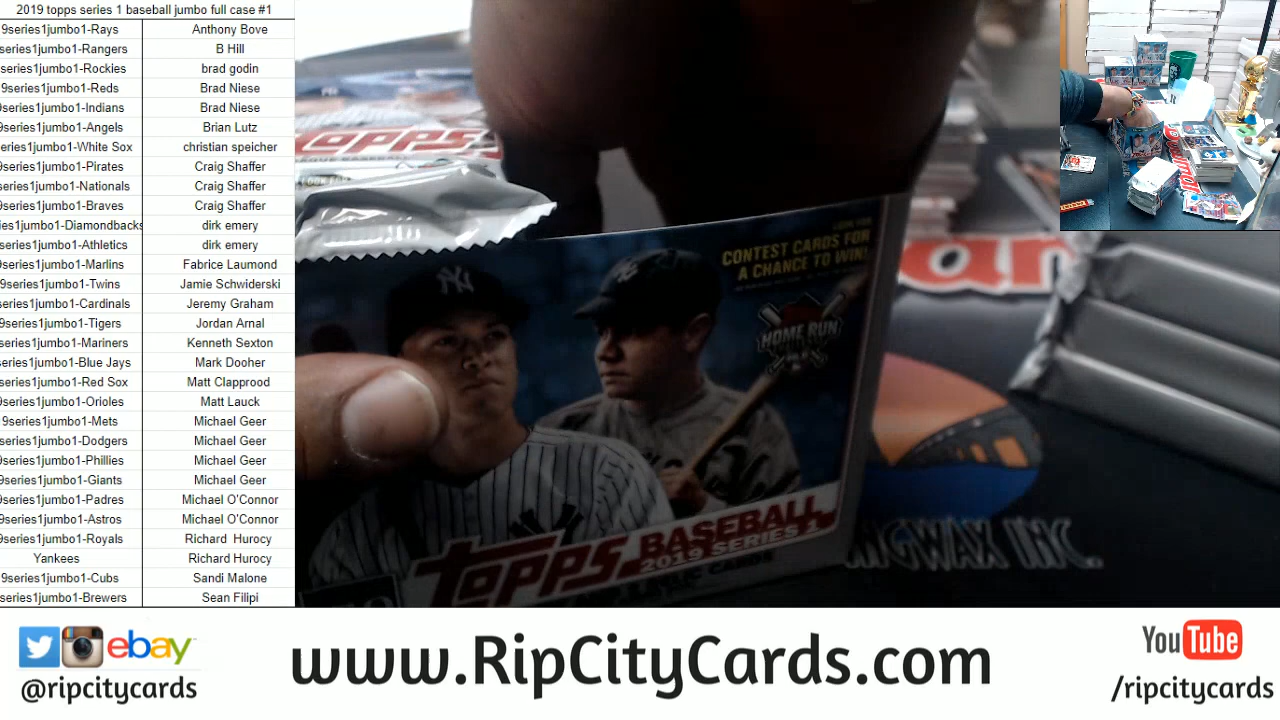 2019 topps series 1 baseball jumbo full case #1
9series1jumbo1-Rays Anthony Bove
series1jumbo1-Rangers B Hill
series1jumbo1-Rockies brad godin
9series1jumbo1-Reds Brad Niese
9series1jumbo1-Indians Brad Niese
9series1jumbo1-Angels Brian Lutz
series1jumbo1-White Sox christian speicher
9series1jumbo1-Pirates Craig Shaffer
series1jumbo1-Nationals Craig Shaffer
9series1jumbo1-Braves Craig Shaffer
ies1jumbo1-Diamondbacks dirk emery
series1jumbo1-Athletics dirk emery
9series1jumbo1-Marlins Fabrice Laumond
9series1jumbo1-Twins Jamie Schwiderski
series1jumbo1-Cardinals Jeremy Graham
9series1jumbo1-Tigers Jordan Arnal
series1jumbo1-Mariners Kenneth Sexton
series1jumbo1-Blue Jays Mark Dooher
series1jumbo1-Red Sox Matt Clapprood
series1jumbo1-Orioles Matt Lauck
9series1jumbo1-Mets Michael Geer
series1jumbo1-Dodgers Michael Geer
9series1jumbo1-Phillies Michael Geer
9series1jumbo1-Giants Michael Geer
9series1jumbo1-Padres Michael O'Connor
9series1jumbo1-Astros Michael O'Connor
9series1jumbo1-Royals Richard Hurocy
Yankees Richard Hurocy
9series1jumbo1-Cubs Sandi Malone
series1jumbo1-Brewers Sean Filipi
topps
LOOK FOR
CONTEST CARDS FOR
A CHANCE TO WIN!
HOME RUN
NY
topps BASEBALL
2019 SERIES
CARDS
INGWAX INC.
ebay
@ripcitycards
www.RipCityCards.com
YouTube
/ripcitycards